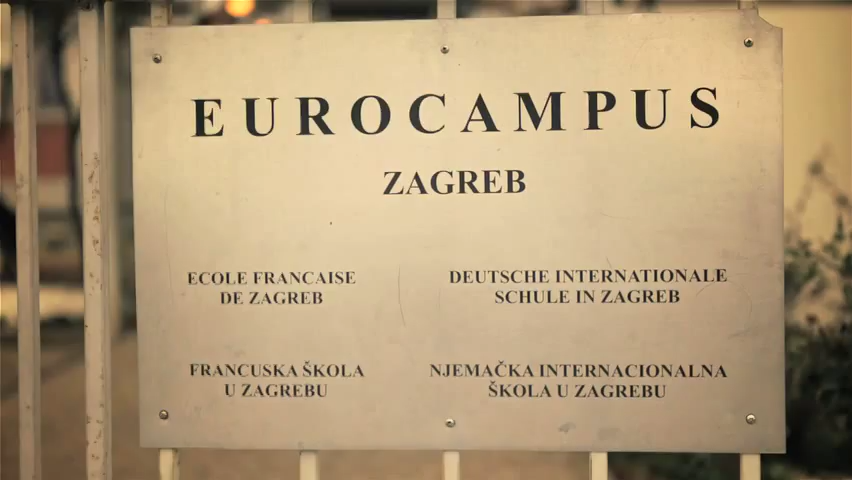 EUROCAMPUS
ZAGREB
ECOLE FRANCAISE
DE ZAGREB
DEUTSCHE INTERNATIONALE
SCHULE IN ZAGREB
FRANCUSKA ŠKOLA
U ZAGREBU
NJEMAČKA INTERNACIONALNA
ŠKOLA U ZAGREBU